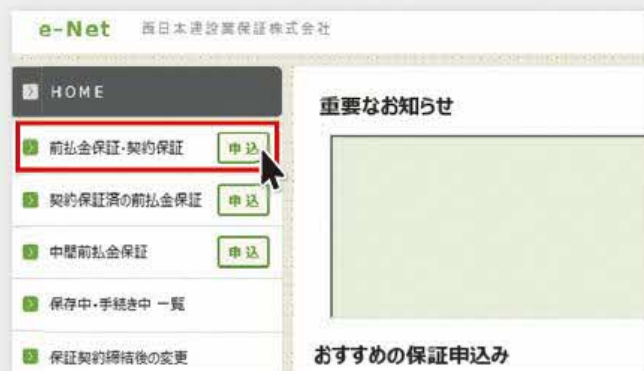 e-Net 西日本建設業保証株式会社
HOME
前払金保証・契約保証 申込
契約保証済の前払金保証 申込
中間前払金保証 申込
保存中・手続き中 一覧
保証契約締結後の変更
重要なお知らせ
おすすめの保証申込み